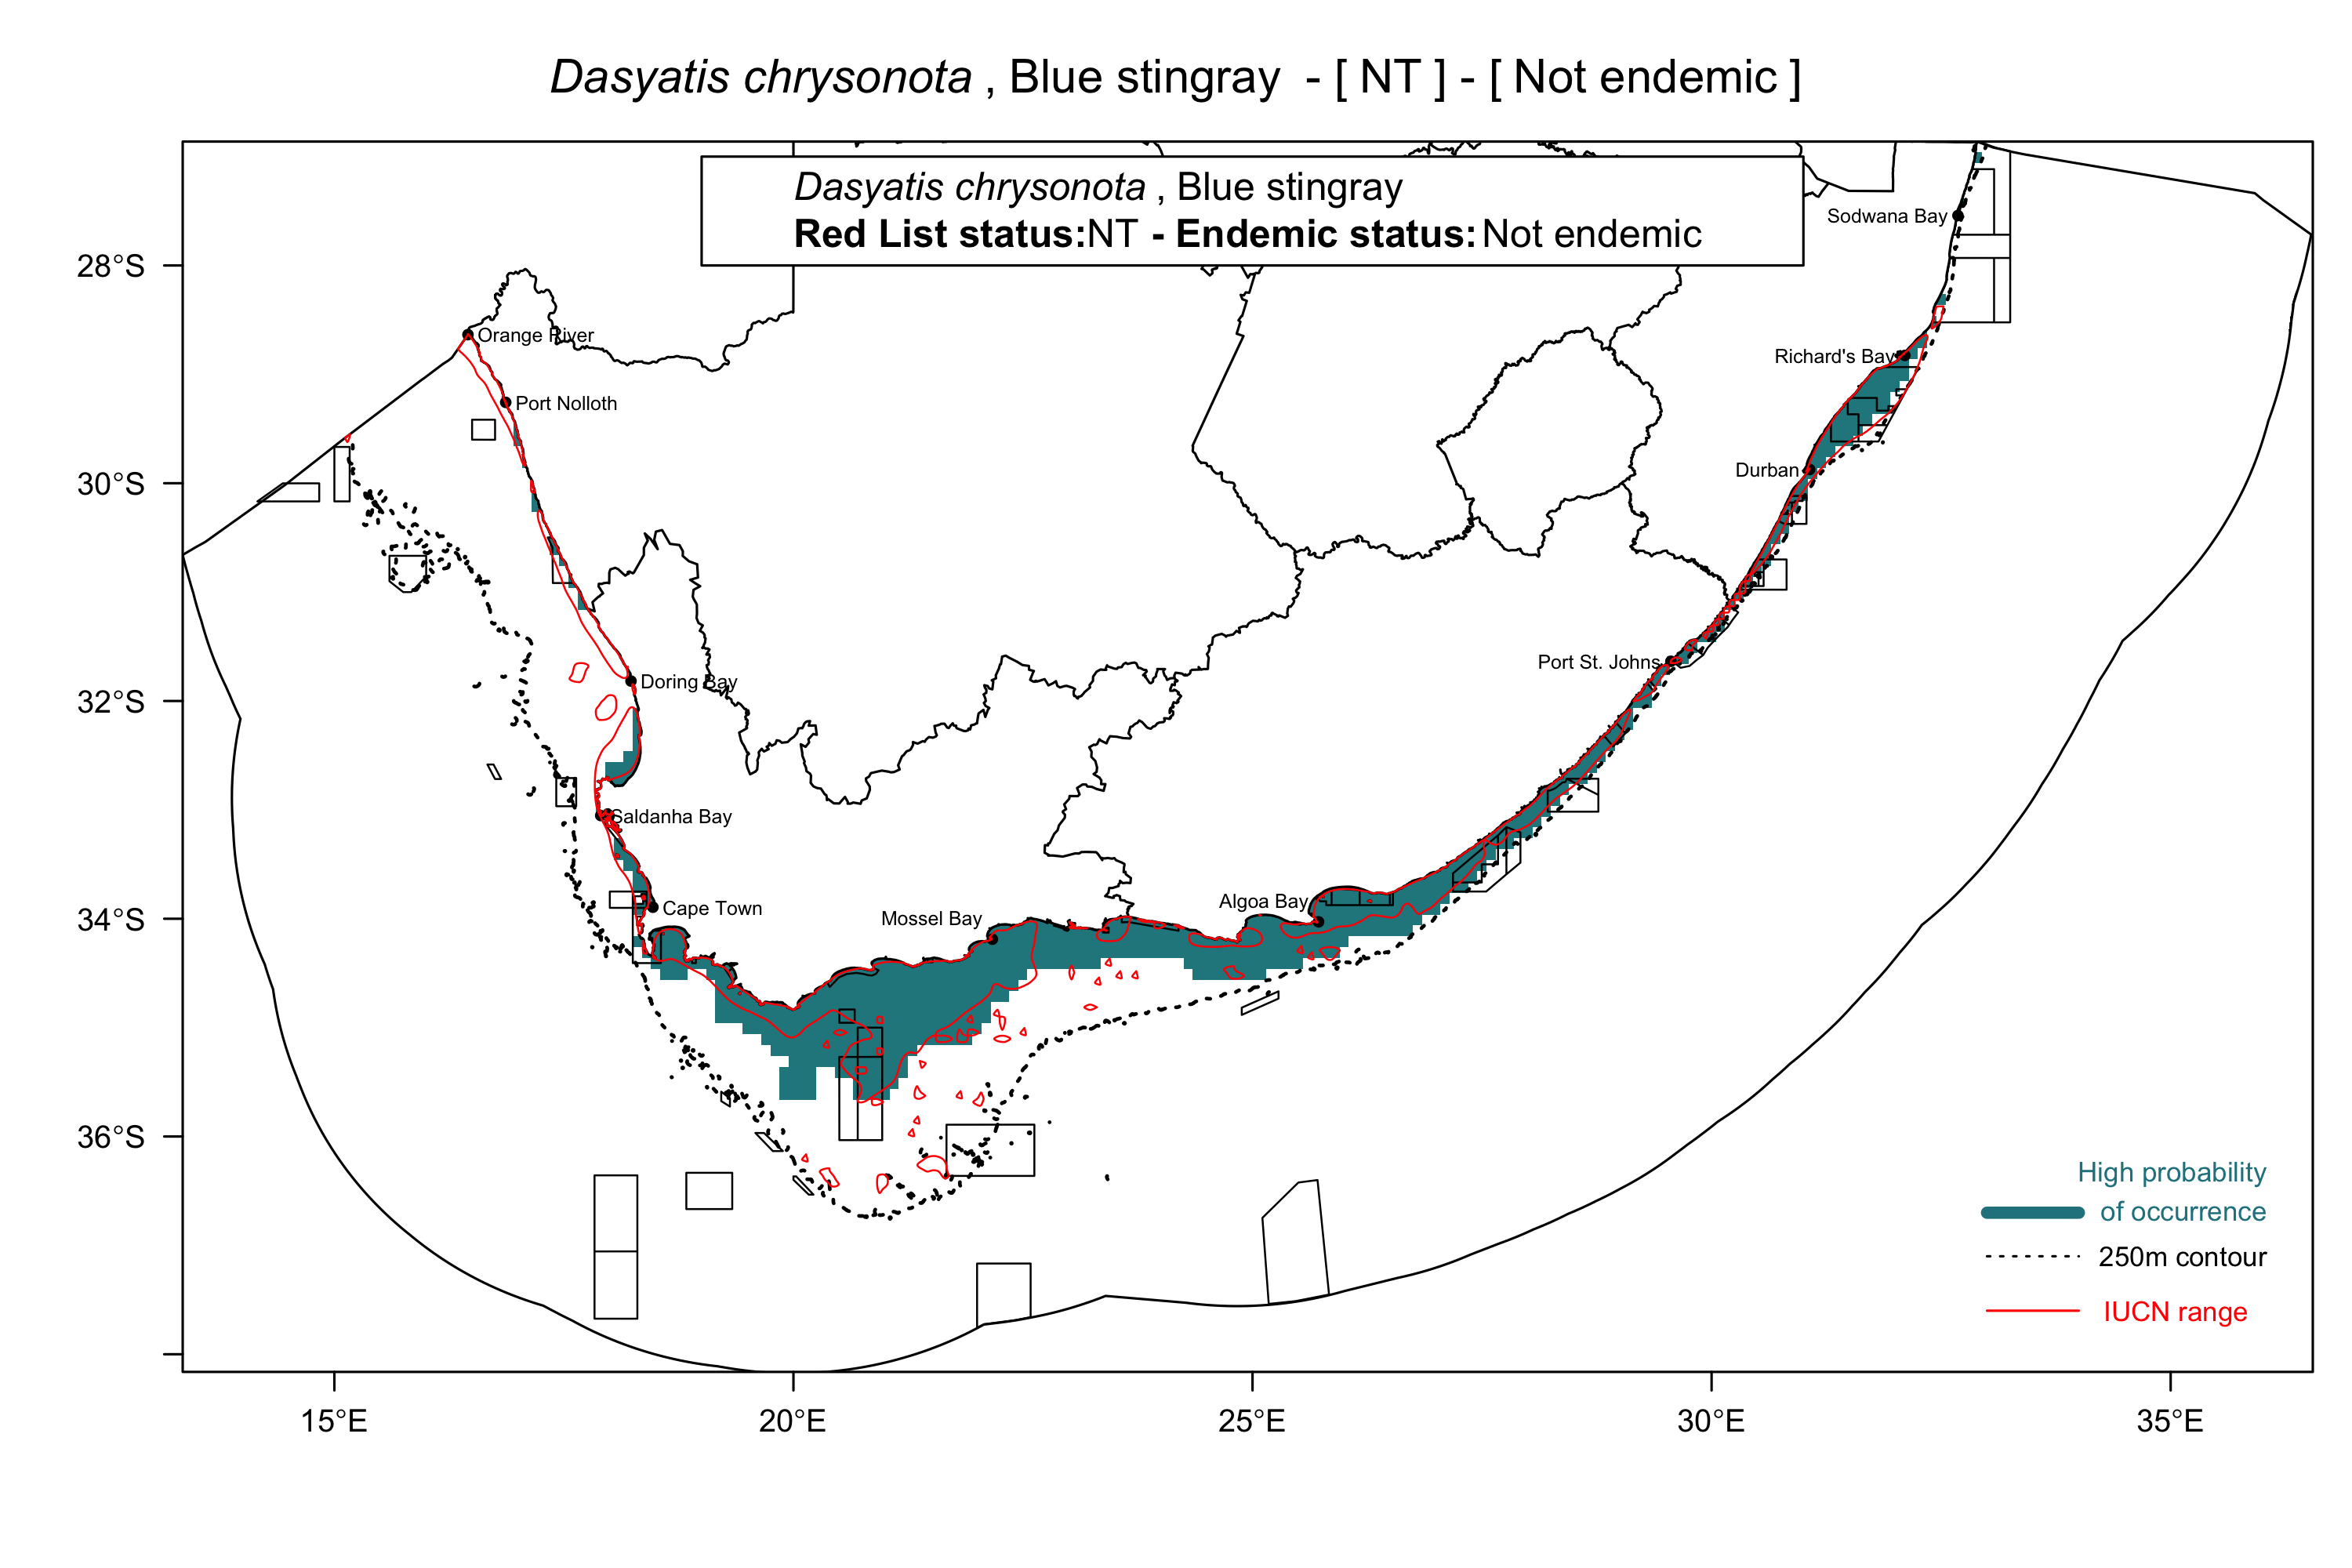 Dasyatis chrysonota , Blue stingray - [ NT ] - [ Not endemic ]
Dasyatis chrysonota , Blue stingray
Red List status:NT - Endemic status:Not endemic
Sodwana Bay
28°S
Orange River
Richard's Bay
Port Nolloth
Durban
30°S
Port St. Johns
Doring Bay
32°S
Saldanha Bay
Algoa Bay
Cape Town
Mossel Bay
34°S
36°S
High probability
of occurrence
250m contour
IUCN range
15°E
20°E
25°E
30°E
35°E